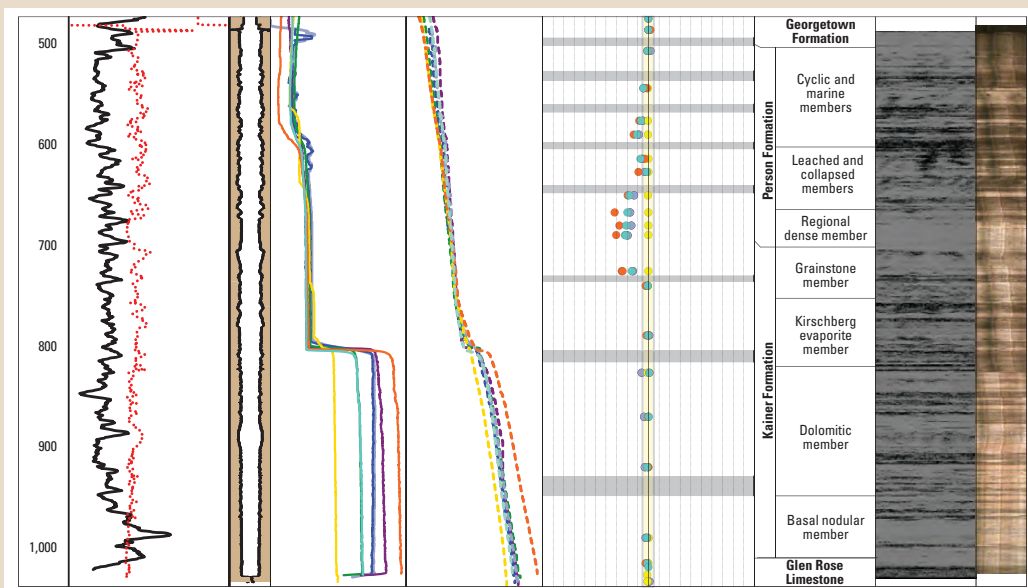 500
600
700
800
900
1,000
Person Formation
Kainer Formation
Georgetown
Formation
Cyclic and
marine
members
Leached and
collapsed
members
Regional
dense member
Grainstone
member
Kirschberg
evaporite
member
Dolomitic
member
Basal nodular
member
Glen Rose
Limestone